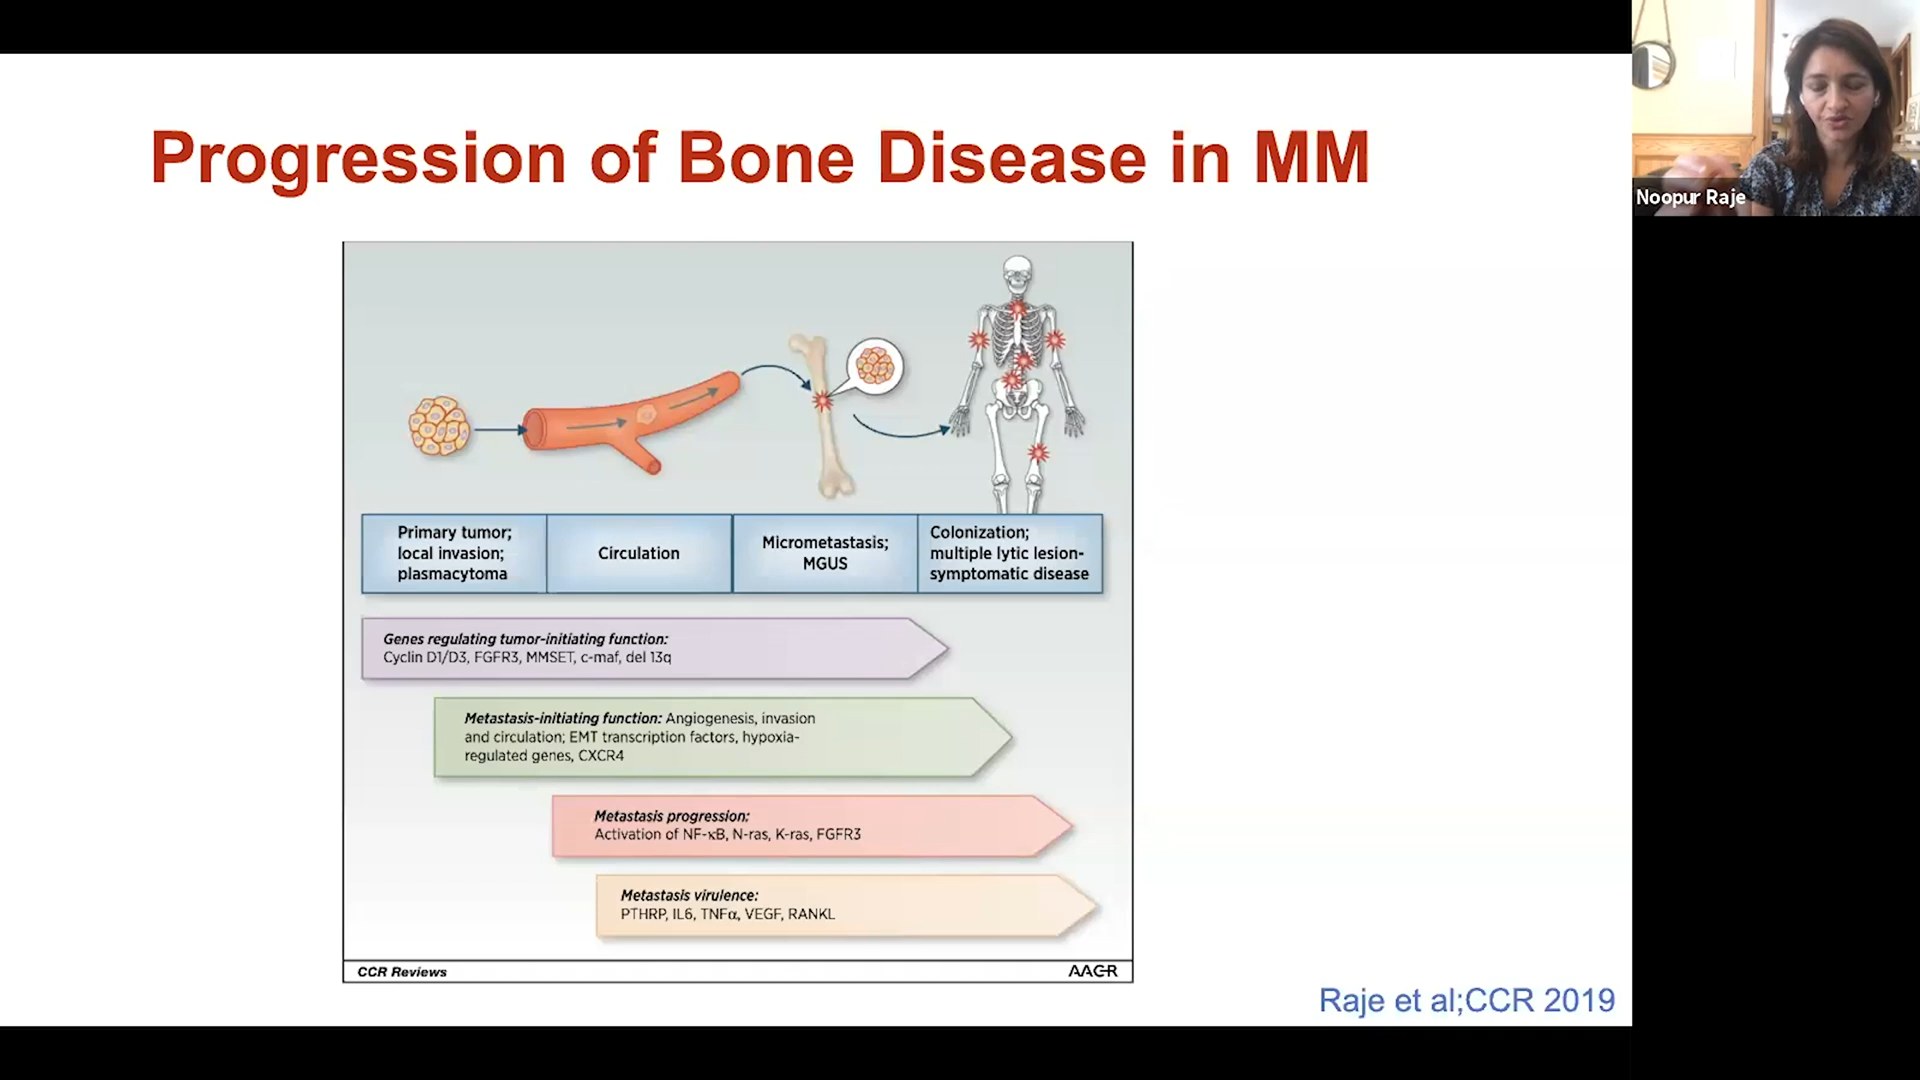 Progression of Bone Disease in MM
Noopur Raje
Primary tumor;
local invasion;
plasmacytoma
Circulation
Micrometastasis;
MGUS
Colonization;
multiple lytic lesion-
symptomatic disease
Genes regulating tumor-initiating function:
Cyclin D1/D3, FGFR3, MMSET, c-maf, del 13q
Metastasis-initiating function: Angiogenesis, invasion
and circulation; EMT transcription factors, hypoxia-
regulated genes, CXCR4
Metastasis progression:
Activation of NF-κB, N-ras, K-ras, FGFR3
Metastasis virulence:
PTHRP, IL6, TNFα, VEGF, RANKL
CCR Reviews
AACR
Raje et al;CCR 2019